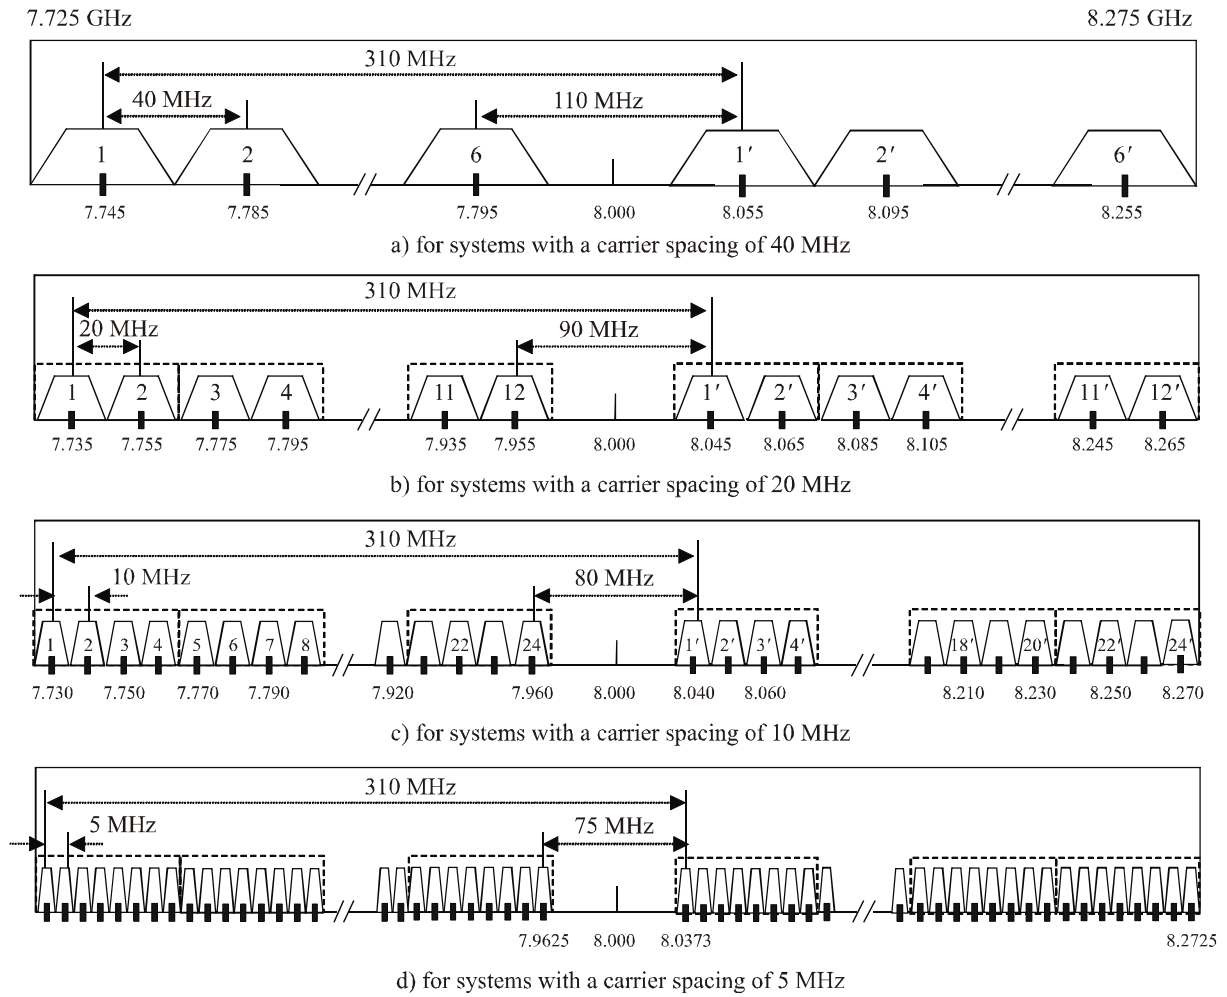 7.725 GHz 8.275 GHz
310 MHz
40 MHz 110 MHz
1 2 6 1′ 2′ 6′
7.745 7.785 7.795 8.000 8.055 8.095 8.255
a) for systems with a carrier spacing of 40 MHz
310 MHz
20 MHz 90 MHz
1 2 3 4 11 12 1′ 2′ 3′ 4′ 11′ 12′
7.735 7.755 7.775 7.795 7.935 7.955 8.000 8.045 8.065 8.085 8.105 8.245 8.265
b) for systems with a carrier spacing of 20 MHz
310 MHz
10 MHz 80 MHz
1 2 3 4 5 6 7 8 22 24 1′ 2′ 3′ 4′ 18′ 20′ 22′ 24′
7.730 7.750 7.770 7.790 7.920 7.960 8.000 8.040 8.060 8.210 8.230 8.250 8.270
c) for systems with a carrier spacing of 10 MHz
310 MHz
5 MHz 75 MHz
7.9625 8.000 8.0373 8.2725
d) for systems with a carrier spacing of 5 MHz